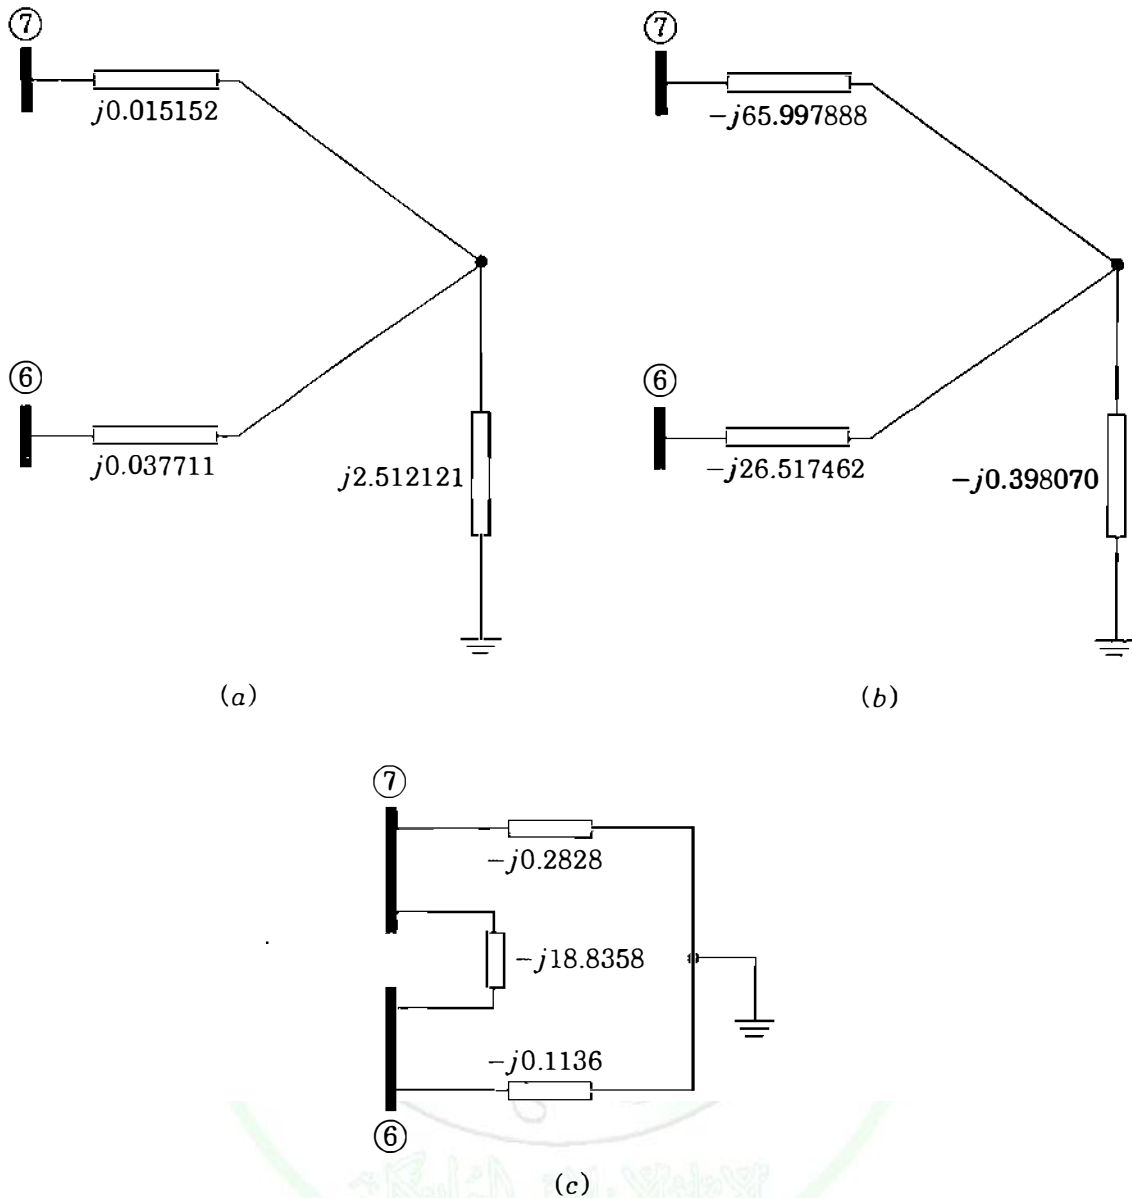 ⑦
j0.015152
⑥
j0.037711
j2.512121
(a)
⑦
−j65.997888
⑥
−j26.517462
−j0.398070
(b)
⑦
−j0.2828
−j18.8358
−j0.1136
⑥
(c)